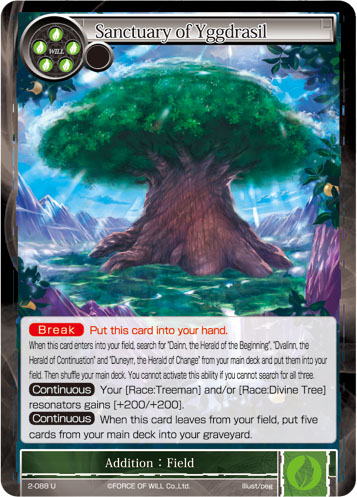 Sanctuary of Yggdrasil
WILL
Break Put this card into your hand.
When this card enters into your field, search for "Dainn, the Herald of the Beginning", "Dvalinn, the
Herald of Continuation" and "Duneyrr, the Herald of Change" from your main deck and put them into your
field. Then shuffle your main deck. You cannot activate this ability if you cannot search for all three.
Continuous Your [Race:Treeman] and/or [Race:Divine Tree]
resonators gains [+200/+200].
Continuous When this card leaves from your field, put five
cards from your main deck into your graveyard.
Addition : Field
2-088 U ©FORCE OF WILL Co.,Ltd. Illust/peg